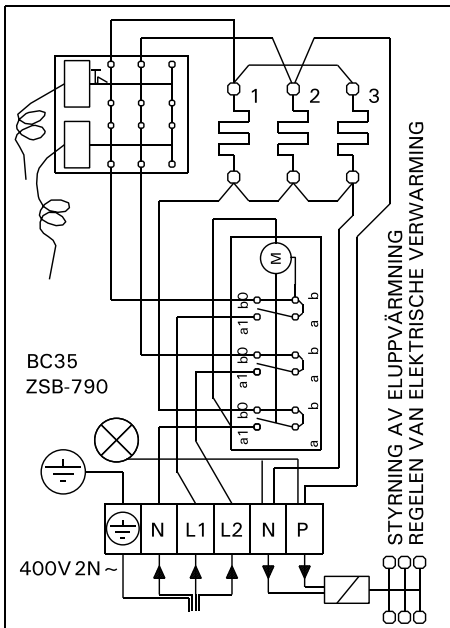 1 2 3
M
b0 b
a1 a
b0 b
a1 a
b0 b
a1 a
BC35
ZSB-790
STYRNING AV ELUPPVÄRMNING
REGELEN VAN ELEKTRISCHE VERWARMING
N L1 L2 N P
400V 2N~